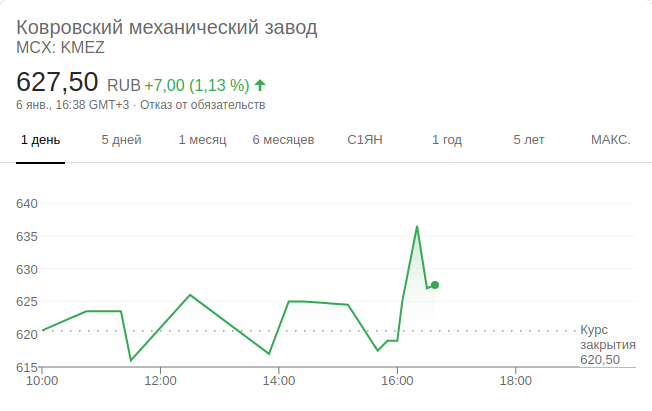 Ковровский механический завод
MCX: KMEZ
627,50 RUB +7,00 (1,13 %)
6 янв., 16:38 GMT+3 · Отказ от обязательств
1 день 5 дней 1 месяц 6 месяцев С1ЯН 1 год 5 лет МАКС.
640
635
630
625
620
615
Курс
закрытия
620,50
10:00 12:00 14:00 16:00 18:00